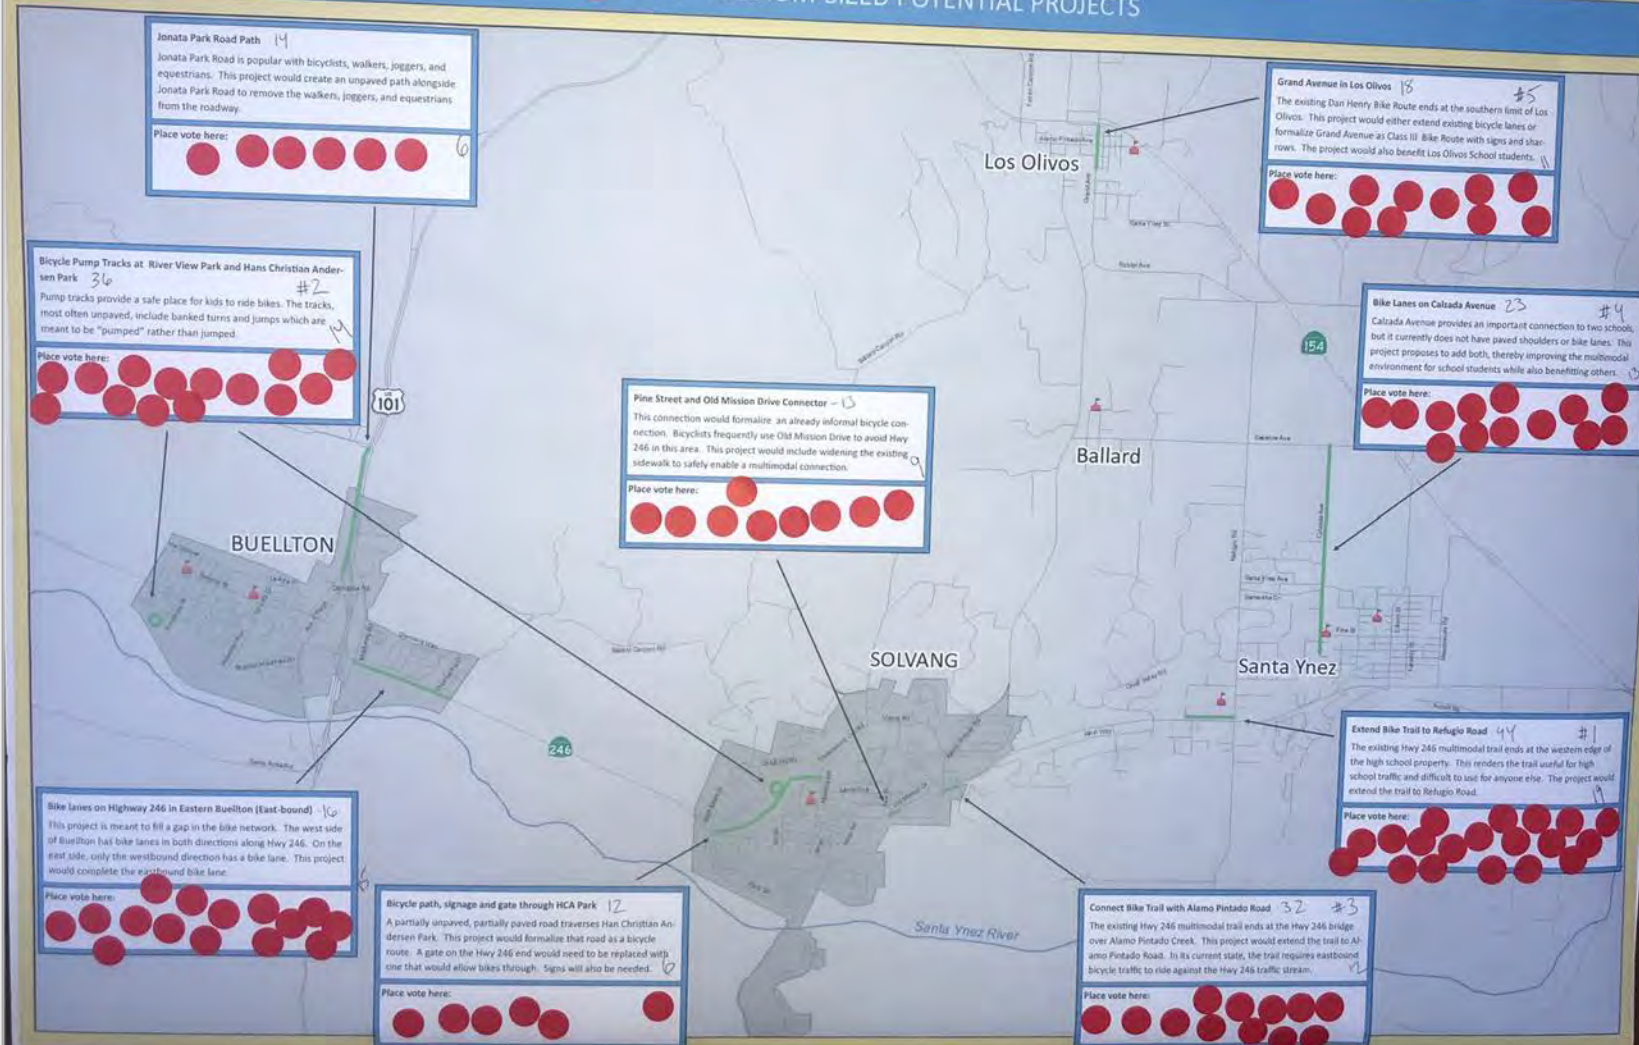 SIZED POTENTIAL PROJECTS
Jonata Park Road Path 14
Jonata Park Road is popular with bicyclists, walkers, joggers, and
equestrians. This project would create an unpaved path alongside
Jonata Park Road to remove the walkers, joggers, and equestrians
from the roadway.
Place vote here:
6
Grand Avenue in Los Olivos 18 #5
The existing Dan Henry Bike Route ends at the southern limit of Los
Olivos. This project would either extend existing bicycle lanes or
formalize Grand Avenue as Class III Bike Route with signs and shar-
rows. The project would also benefit Los Olivos School students. 11
Place vote here:
Los Olivos
Bicycle Pump Tracks at River View Park and Hans Christian Ander-
sen Park 36 #2
Pump tracks provide a safe place for kids to ride bikes. The tracks,
most often unpaved, include banked turns and jumps which are
meant to be "pumped" rather than jumped. 14
Place vote here:
US
101
Bike Lanes on Calzada Avenue 23 #4
Calzada Avenue provides an important connection to two schools,
but it currently does not have paved shoulders or bike lanes. This
project proposes to add both, thereby improving the multimodal
environment for school students while also benefitting others. 13
Place vote here:
154
Pine Street and Old Mission Drive Connector - 13
This connection would formalize an already informal bicycle con-
nection. Bicyclists frequently use Old Mission Drive to avoid Hwy
246 in this area. This project would include widening the existing
sidewalk to safely enable a multimodal connection. 9
Place vote here:
Ballard
BUELLTON
SOLVANG
Santa Ynez
246
Extend Bike Trail to Refugio Road 44 #1
The existing Hwy 246 multimodal trail ends at the western edge of
the high school property. This renders the trail useful for high
school traffic and difficult to use for anyone else. The project would
extend the trail to Refugio Road. 19
Place vote here:
Bike lanes on Highway 246 in Eastern Buellton (East-bound) - 16
This project is meant to fill a gap in the bike network. The west side
of Buellton has bike lanes in both directions along Hwy 246. On the
east side, only the westbound direction has a bike lane. This project
would complete the eastbound bike lane.
Place vote here:
Bicycle path, signage and gate through HCA Park 12
A partially unpaved, partially paved road traverses Han Christian An-
dersen Park. This project would formalize that road as a bicycle
route. A gate on the Hwy 246 end would need to be replaced with
one that would allow bikes through. Signs will also be needed. 6
Place vote here:
Santa Ynez River
Connect Bike Trail with Alamo Pintado Road 32 #3
The existing Hwy 246 multimodal trail ends at the Hwy 246 bridge
over Alamo Pintado Creek. This project would extend the trail to Al-
amo Pintado Road. In its current state, the trail requires eastbound
bicycle traffic to ride against the Hwy 246 traffic stream. 12
Place vote here: